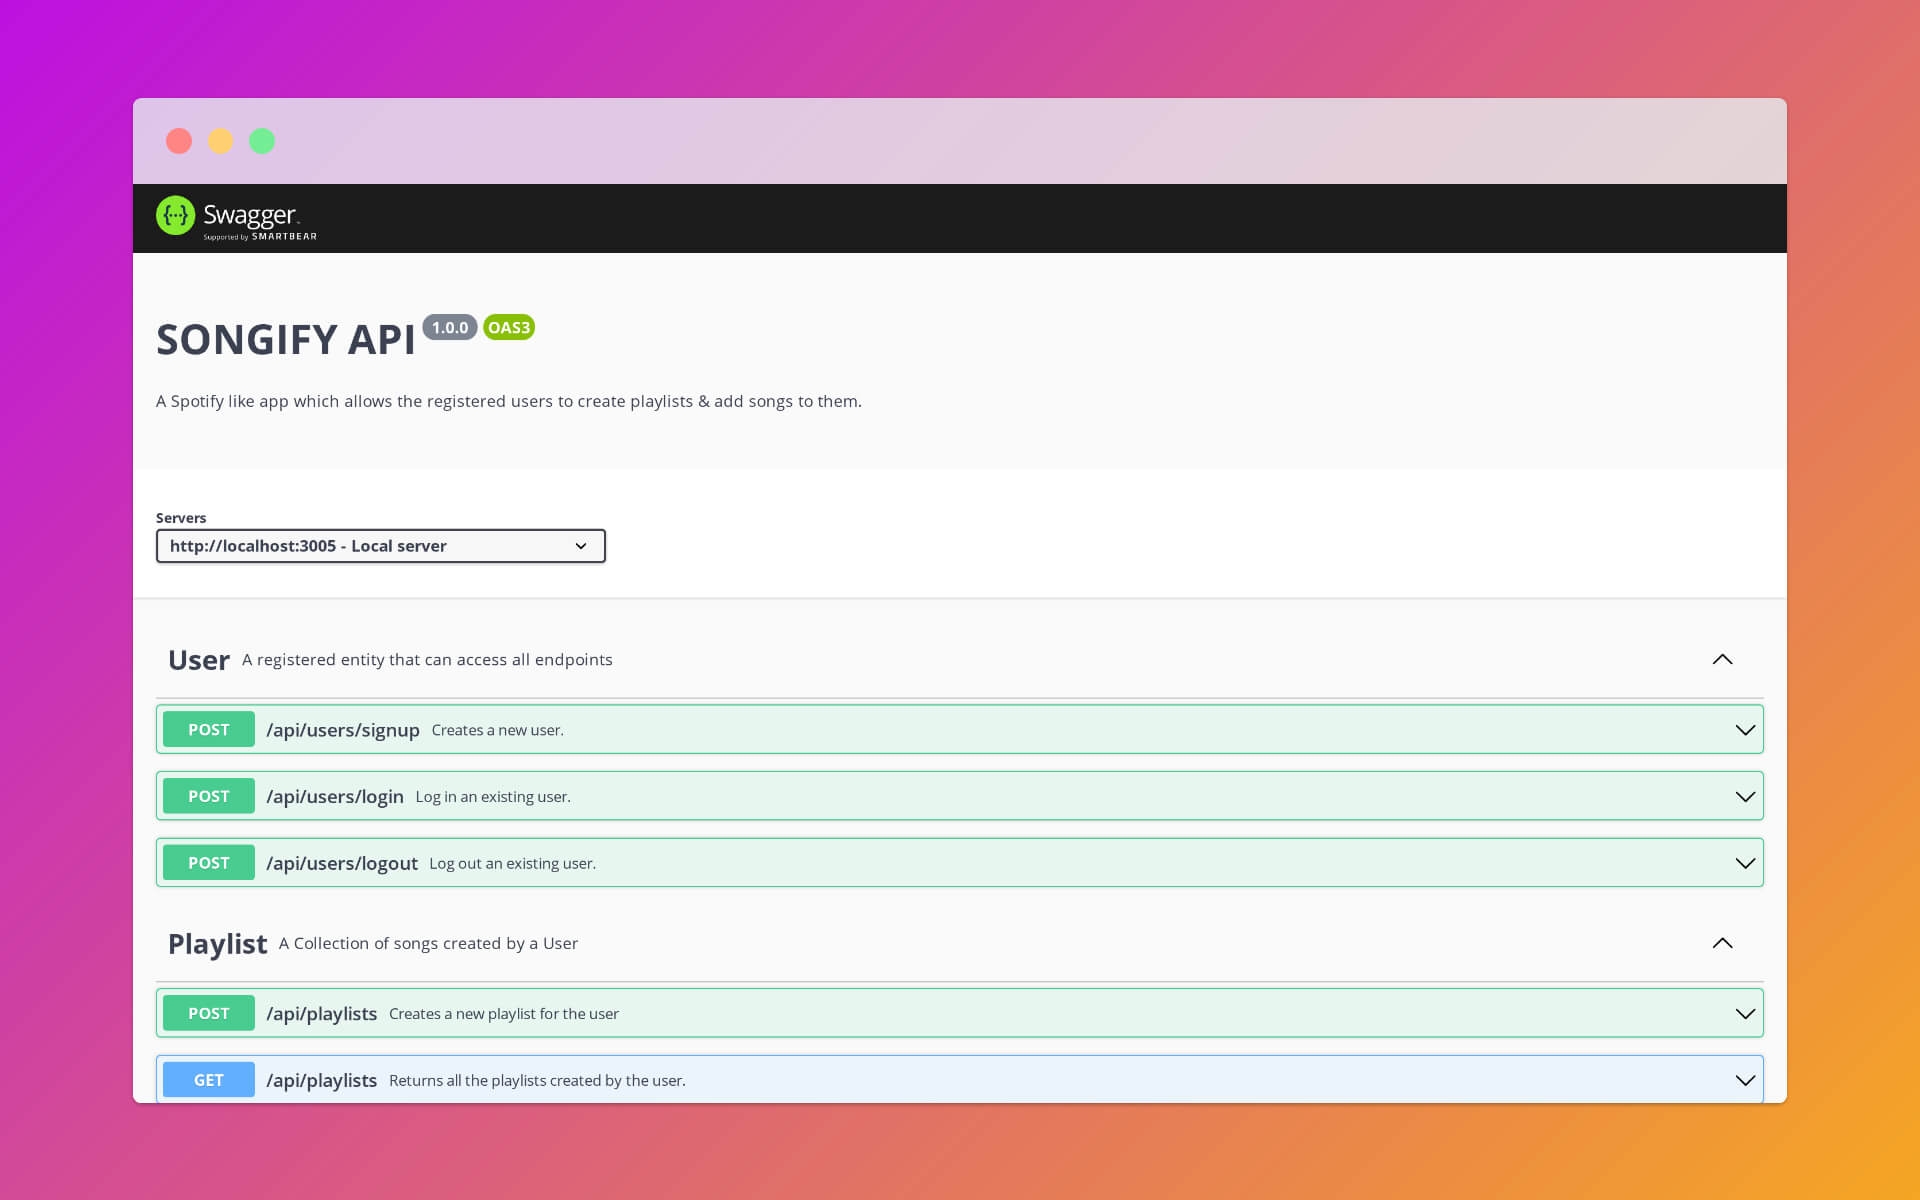 Swagger
Supported by SMARTBEAR
SONGIFY API 1.0.0 OAS3
A Spotify like app which allows the registered users to create playlists & add songs to them.
Servers
http://localhost:3005 - Local server
User A registered entity that can access all endpoints
POST /api/users/signup Creates a new user.
POST /api/users/login Log in an existing user.
POST /api/users/logout Log out an existing user.
Playlist A Collection of songs created by a User
POST /api/playlists Creates a new playlist for the user
GET /api/playlists Returns all the playlists created by the user.